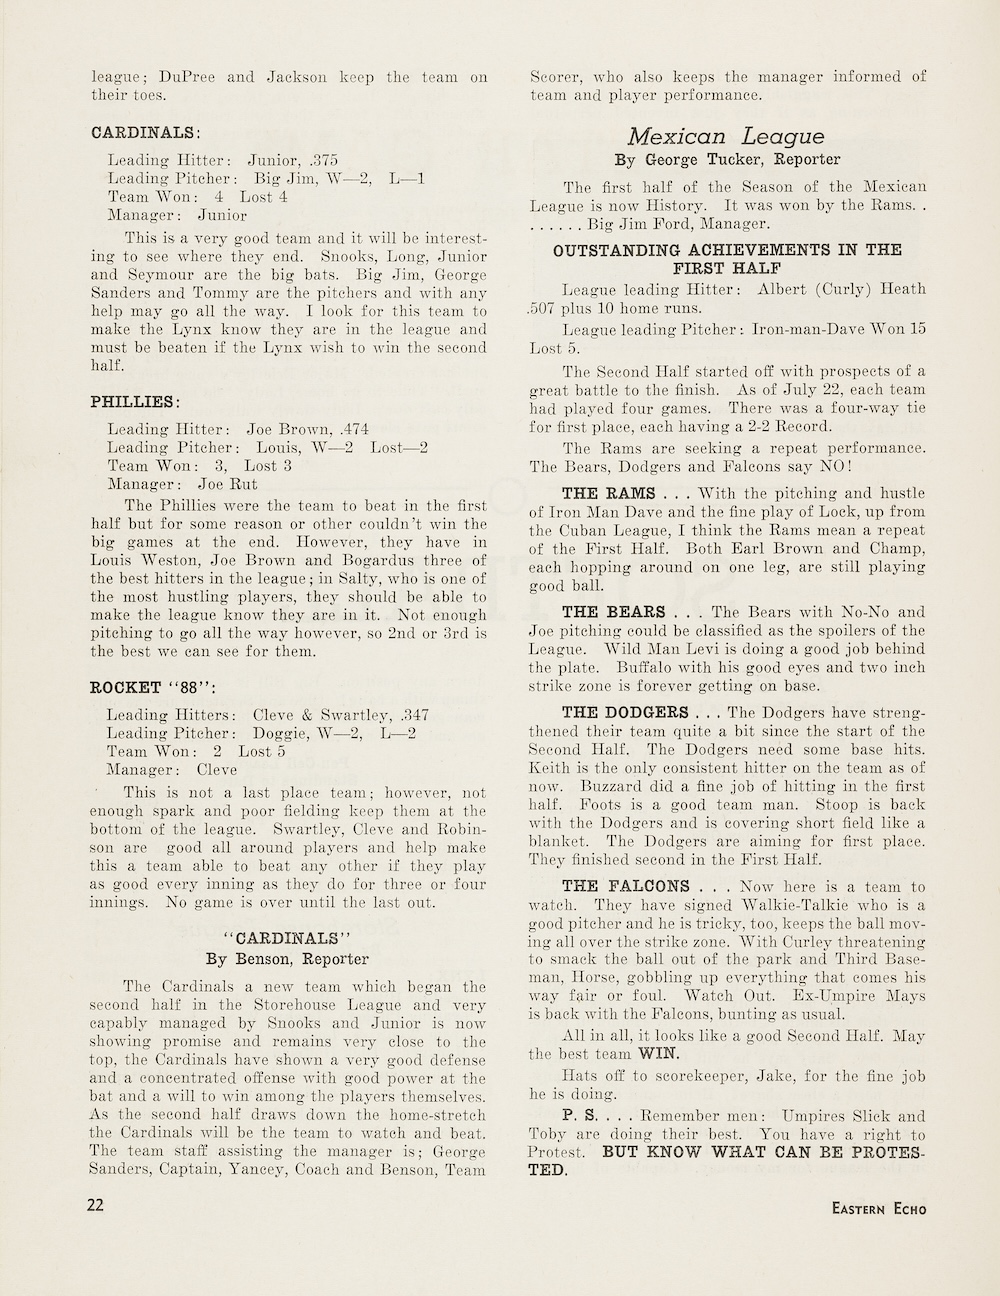 league; DuPree and Jackson keep the team on
their toes.
CARDINALS:
Leading Hitter: Junior, .375
Leading Pitcher: Big Jim, W—2, L—1
Team Won: 4 Lost 4
Manager: Junior
This is a very good team and it will be interest-
ing to see where they end. Snooks, Long, Junior
and Seymour are the big bats. Big Jim, George
Sanders and Tommy are the pitchers and with any
help may go all the way. I look for this team to
make the Lynx know they are in the league and
must be beaten if the Lynx wish to win the second
half.
PHILLIES:
Leading Hitter: Joe Brown, .474
Leading Pitcher: Louis, W—2 Lost—2
Team Won: 3, Lost 3
Manager: Joe Rut
The Phillies were the team to beat in the first
half but for some reason or other couldn't win the
big games at the end. However, they have in
Louis Weston, Joe Brown and Bogardus three of
the best hitters in the league; in Salty, who is one of
the most hustling players, they should be able to
make the league know they are in it. Not enough
pitching to go all the way however, so 2nd or 3rd is
the best we can see for them.
ROCKET "88":
Leading Hitters: Cleve & Swartley, .347
Leading Pitcher: Doggie, W—2, L—2
Team Won: 2 Lost 5
Manager: Cleve
This is not a last place team; however, not
enough spark and poor fielding keep them at the
bottom of the league. Swartley, Cleve and Robin-
son are good all around players and help make
this a team able to beat any other if they play
as good every inning as they do for three or four
innings. No game is over until the last out.
"CARDINALS"
By Benson, Reporter
The Cardinals a new team which began the
second half in the Storehouse League and very
capably managed by Snooks and Junior is now
showing promise and remains very close to the
top, the Cardinals have shown a very good defense
and a concentrated offense with good power at the
bat and a will to win among the players themselves.
As the second half draws down the home-stretch
the Cardinals will be the team to watch and beat.
The team staff assisting the manager is; George
Sanders, Captain, Yancey, Coach and Benson, Team
Scorer, who also keeps the manager informed of
team and player performance.
Mexican League
By George Tucker, Reporter
The first half of the Season of the Mexican
League is now History. It was won by the Rams. .
. . . . . . Big Jim Ford, Manager.
OUTSTANDING ACHIEVEMENTS IN THE
FIRST HALF
League leading Hitter: Albert (Curly) Heath
.507 plus 10 home runs.
League leading Pitcher: Iron-man-Dave Won 15
Lost 5.
The Second Half started off with prospects of a
great battle to the finish. As of July 22, each team
had played four games. There was a four-way tie
for first place, each having a 2-2 Record.
The Rams are seeking a repeat performance.
The Bears, Dodgers and Falcons say NO!
THE RAMS . . . With the pitching and hustle
of Iron Man Dave and the fine play of Lock, up from
the Cuban League, I think the Rams mean a repeat
of the First Half. Both Earl Brown and Champ,
each hopping around on one leg, are still playing
good ball.
THE BEARS . . . The Bears with No-No and
Joe pitching could be classified as the spoilers of the
League. Wild Man Levi is doing a good job behind
the plate. Buffalo with his good eyes and two inch
strike zone is forever getting on base.
THE DODGERS . . . The Dodgers have streng-
thened their team quite a bit since the start of the
Second Half. The Dodgers need some base hits.
Keith is the only consistent hitter on the team as of
now. Buzzard did a fine job of hitting in the first
half. Foots is a good team man. Stoop is back
with the Dodgers and is covering short field like a
blanket. The Dodgers are aiming for first place.
They finished second in the First Half.
THE FALCONS . . . Now here is a team to
watch. They have signed Walkie-Talkie who is a
good pitcher and he is tricky, too, keeps the ball mov-
ing all over the strike zone. With Curley threatening
to smack the ball out of the park and Third Base-
man, Horse, gobbling up everything that comes his
way fair or foul. Watch Out. Ex-Umpire Mays
is back with the Falcons, bunting as usual.
All in all, it looks like a good Second Half. May
the best team WIN.
Hats off to scorekeeper, Jake, for the fine job
he is doing.
P. S. . . . Remember men: Umpires Slick and
Toby are doing their best. You have a right to
Protest. BUT KNOW WHAT CAN BE PROTES-
TED.
22
EASTERN ECHO